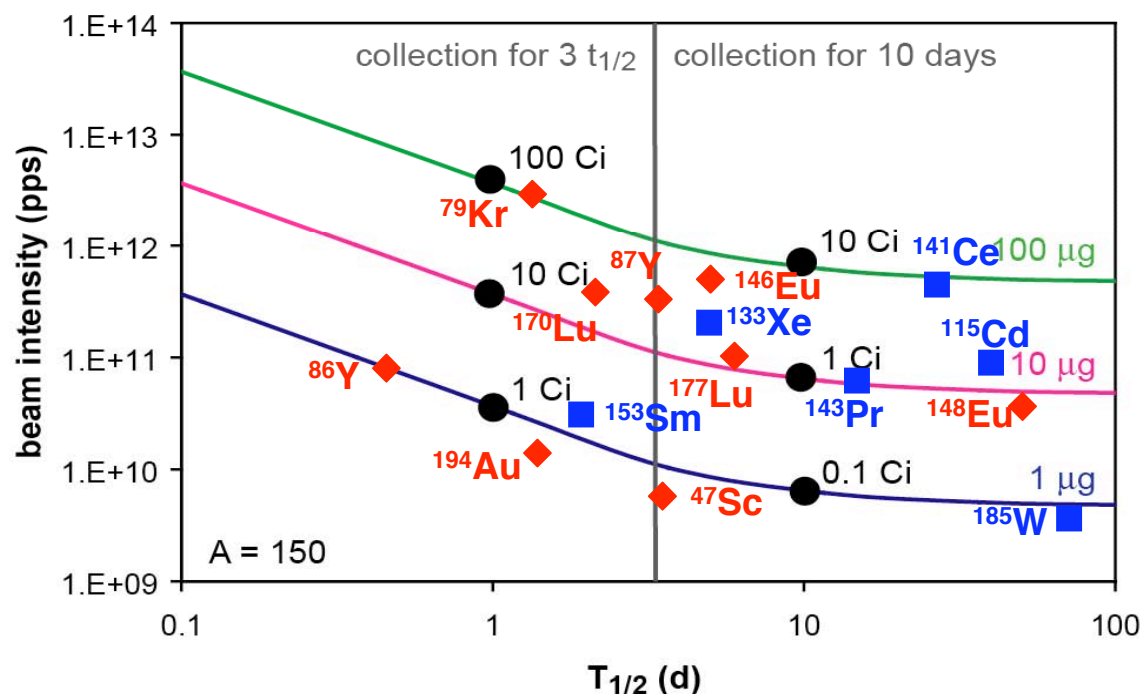 1.E+14
collection for 3 t1/2 collection for 10 days
1.E+13
100 Ci
79Kr
1.E+12
10 Ci
141Ce
100 µg
87Y
146Eu
10 Ci
170Lu
133Xe
115Cd
1.E+11
1 Ci
10 µg
86Y
177Lu
143Pr
148Eu
1 Ci
153Sm
194Au
1.E+10
0.1 Ci
1 µg
47Sc
185W
A = 150
1.E+09
0.1 1 10 100
T1/2 (d)
beam intensity (pps)